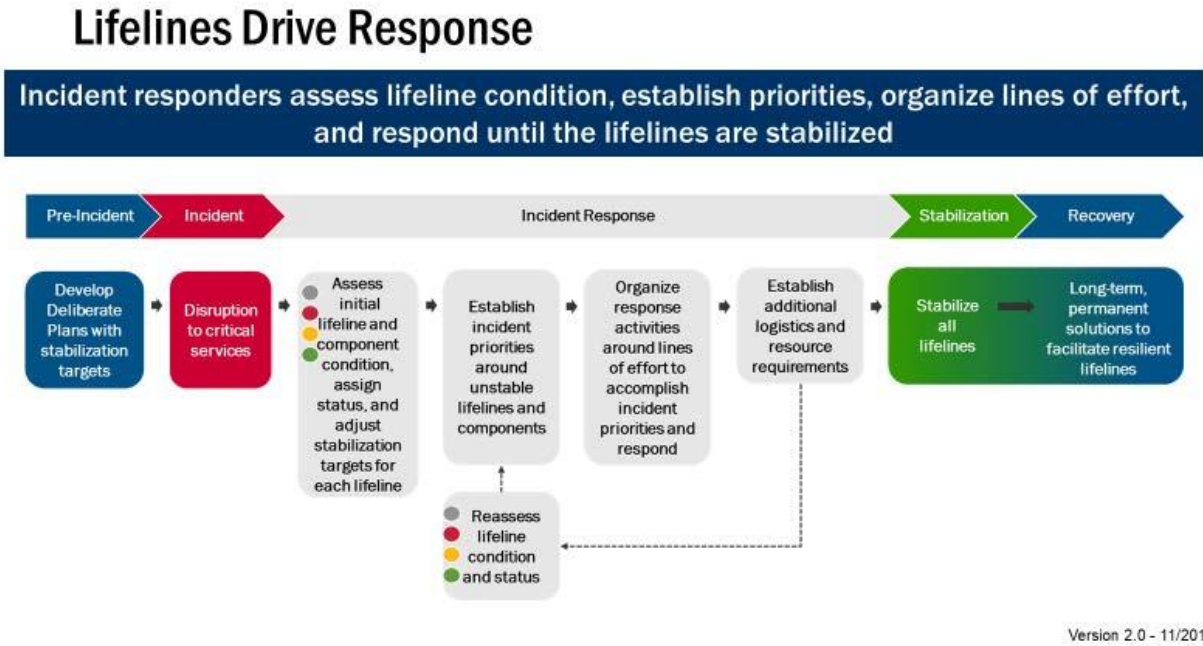 Lifelines Drive Response
Incident responders assess lifeline condition, establish priorities, organize lines of effort,
and respond until the lifelines are stabilized
Pre-Incident
Incident
Incident Response
Stabilization
Recovery
Develop
Deliberate
Plans with
stabilization
targets
Disruption
to critical
services
Assess
initial
lifeline and
component
condition,
assign
status, and
adjust
stabilization
targets for
each lifeline
Establish
incident
priorities
around
unstable
lifelines and
components
Organize
response
activities
around lines
of effort to
accomplish
incident
priorities and
respond
Establish
additional
logistics and
resource
requirements
Stabilize
all
lifelines
Long-term,
permanent
solutions to
facilitate resilient
lifelines
Reassess
lifeline
condition
and status
Version 2.0 - 11/201